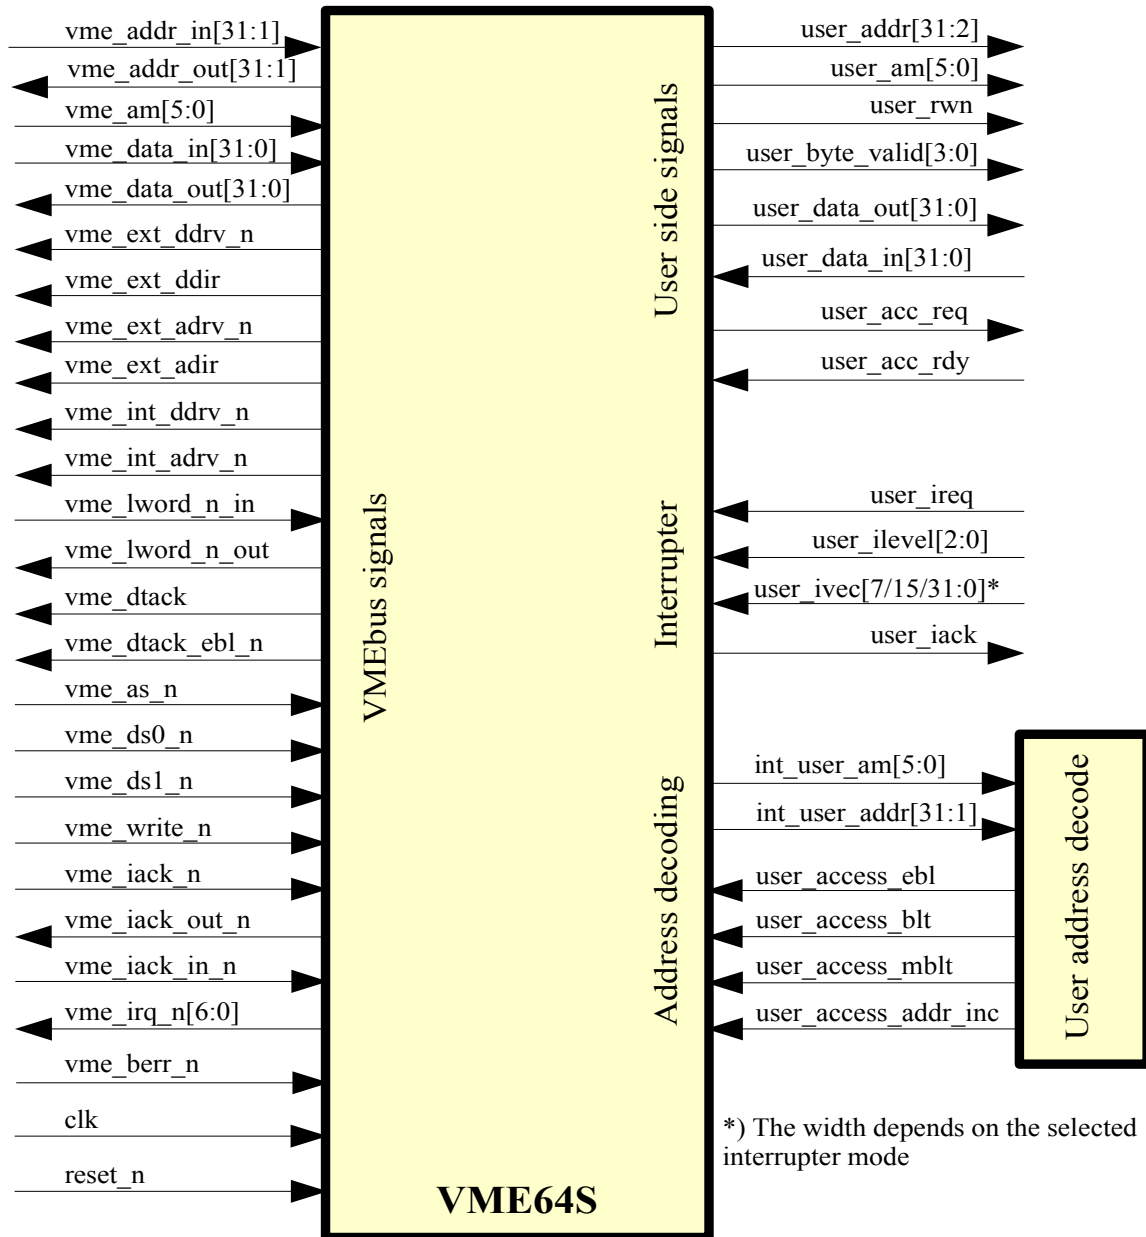 vme_addr_in[31:1]
vme_addr_out[31:1]
vme_am[5:0]
vme_data_in[31:0]
vme_data_out[31:0]
vme_ext_ddrv_n
vme_ext_ddir
vme_ext_adrv_n
vme_ext_adir
vme_int_ddrv_n
vme_int_adrv_n
vme_lword_n_in
vme_lword_n_out
vme_dtack
vme_dtack_ebl_n
vme_as_n
vme_ds0_n
vme_ds1_n
vme_write_n
vme_iack_n
vme_iack_out_n
vme_iack_in_n
vme_irq_n[6:0]
vme_berr_n
clk
reset_n
VMEbus signals
User side signals
Interrupter
Address decoding
VME64S
user_addr[31:2]
user_am[5:0]
user_rwn
user_byte_valid[3:0]
user_data_out[31:0]
user_data_in[31:0]
user_acc_req
user_acc_rdy
user_ireq
user_ilevel[2:0]
user_ivec[7/15/31:0]*
user_iack
int_user_am[5:0]
int_user_addr[31:1]
user_access_ebl
user_access_blt
user_access_mblt
user_access_addr_inc
User address decode
*) The width depends on the selected
interrupter mode